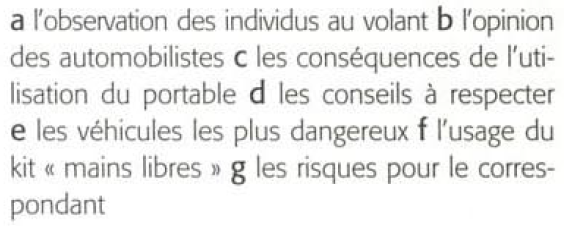 a l'observation des individus au volant b l'opinion
des automobilistes c les conséquences de l'uti-
lisation du portable d les conseils à respecter
e les véhicules les plus dangereux f l'usage du
kit « mains libres » g les risques pour le corres-
pondant